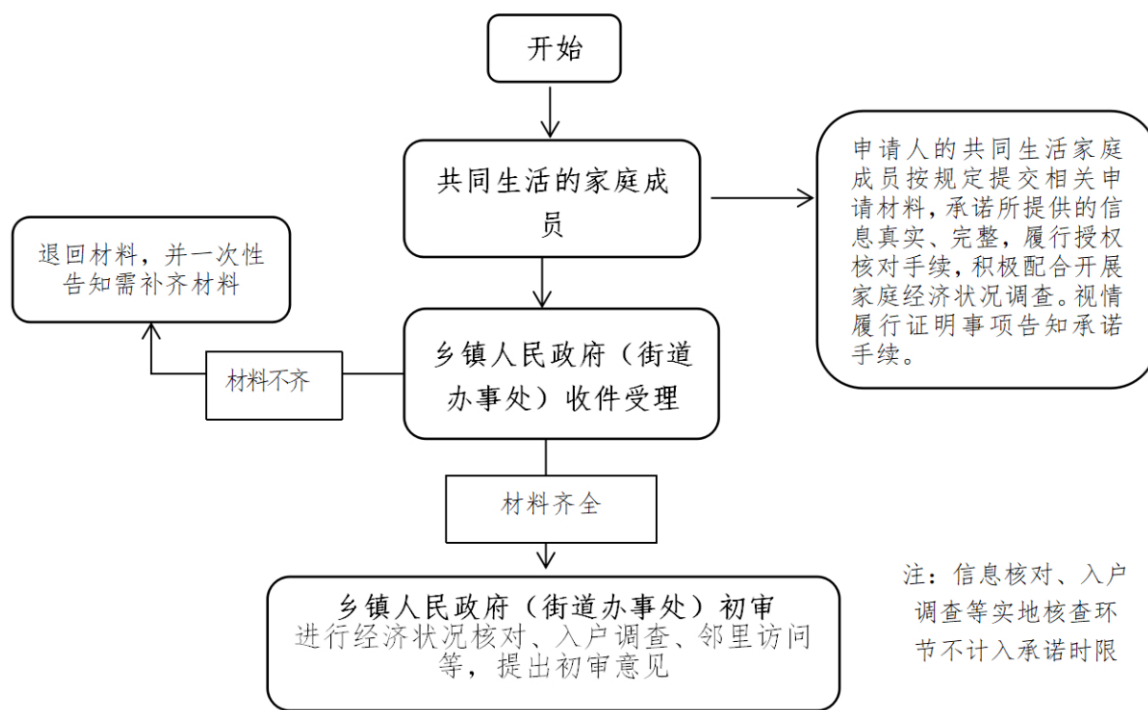 开始
共同生活的家庭成
员
申请人的共同生活家庭
成员按规定提交相关申
请材料，承诺所提供的信
息真实、完整，履行授权
核对手续，积极配合开展
家庭经济状况调查。视情
履行证明事项告知承诺
手续。
退回材料，并一次性
告知需补齐材料
材料不齐
乡镇人民政府（街道
办事处）收件受理
材料齐全
乡镇人民政府（街道办事处）初审
进行经济状况核对、入户调查、邻里访问
等，提出初审意见
注：信息核对、入户
调查等实地核查环
节不计入承诺时限